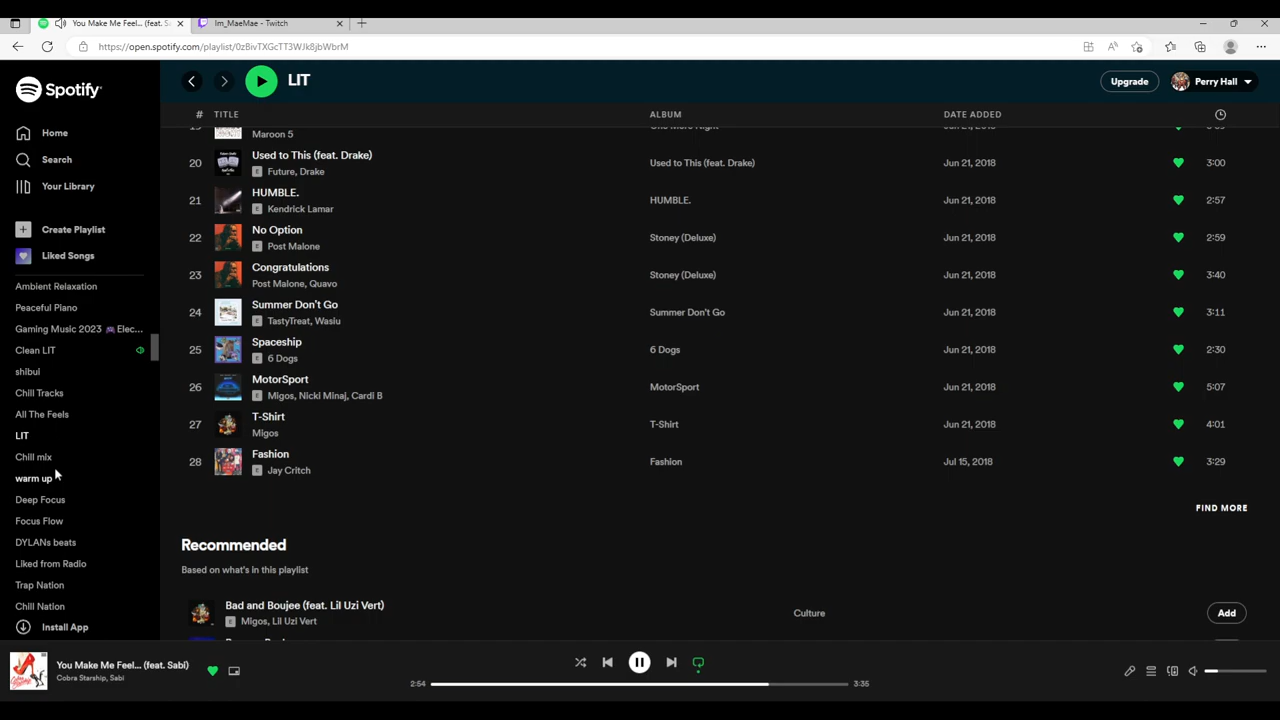 You Make Me Feel... (feat. Sa
Im_MaeMae - Twitch
https://open.spotify.com/playlist/0zBivTXGcTT3WJk8jbWbrM
Spotify
LIT
Upgrade
Perry Hall
# TITLE ALBUM DATE ADDED
Home
Search
Your Library
Create Playlist
Liked Songs
Ambient Relaxation
Peaceful Piano
Gaming Music 2023 🎮 Elec...
Clean LIT
shibui
Chill Tracks
All The Feels
LIT
Chill mix
warm up
Deep Focus
Focus Flow
DYLANs beats
Liked from Radio
Trap Nation
Chill Nation
Install App
Maroon 5
20 Used to This (feat. Drake) Used to This (feat. Drake) Jun 21, 2018 3:00
E Future, Drake
21 HUMBLE. HUMBLE. Jun 21, 2018 2:57
E Kendrick Lamar
22 No Option Stoney (Deluxe) Jun 21, 2018 2:59
E Post Malone
23 Congratulations Stoney (Deluxe) Jun 21, 2018 3:40
E Post Malone, Quavo
24 Summer Don't Go Summer Don't Go Jun 21, 2018 3:11
E TastyTreat, Wasiu
25 Spaceship 6 Dogs Jun 21, 2018 2:30
E 6 Dogs
26 MotorSport MotorSport Jun 21, 2018 5:07
E Migos, Nicki Minaj, Cardi B
27 T-Shirt T-Shirt Jun 21, 2018 4:01
Migos
28 Fashion Fashion Jul 15, 2018 3:29
E Jay Critch
FIND MORE
Recommended
Based on what's in this playlist
Bad and Boujee (feat. Lil Uzi Vert) Culture Add
E Migos, Lil Uzi Vert
You Make Me Feel... (feat. Sabi)
Cobra Starship, Sabi
2:54 3:35